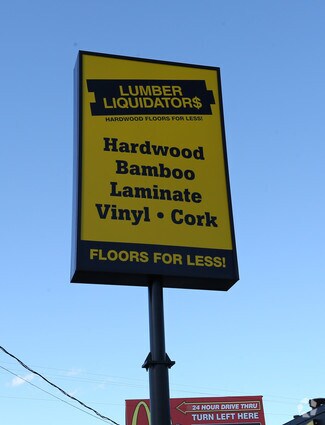 LUMBER
LIQUIDATOR$
HARDWOOD FLOORS FOR LESS!
Hardwood
Bamboo
Laminate
Vinyl • Cork
FLOORS FOR LESS!
24 HOUR DRIVE THRU
TURN LEFT HERE